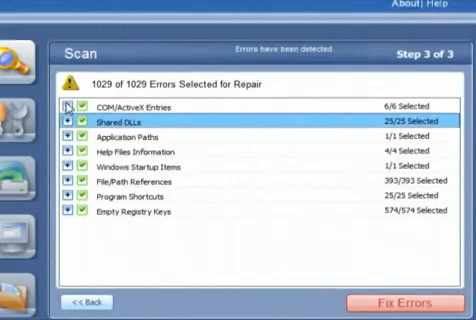 About| Help
Scan
Errors have been detected.
Step 3 of 3
1029 of 1029 Errors Selected for Repair
COM/ActiveX Entries 6/6 Selected
Shared DLLs 25/25 Selected
Application Paths 1/1 Selected
Help Files Information 4/4 Selected
Windows Startup Items 1/1 Selected
File/Path References 393/393 Selected
Program Shortcuts 25/25 Selected
Empty Registry Keys 574/574 Selected
<< Back
Fix Errors